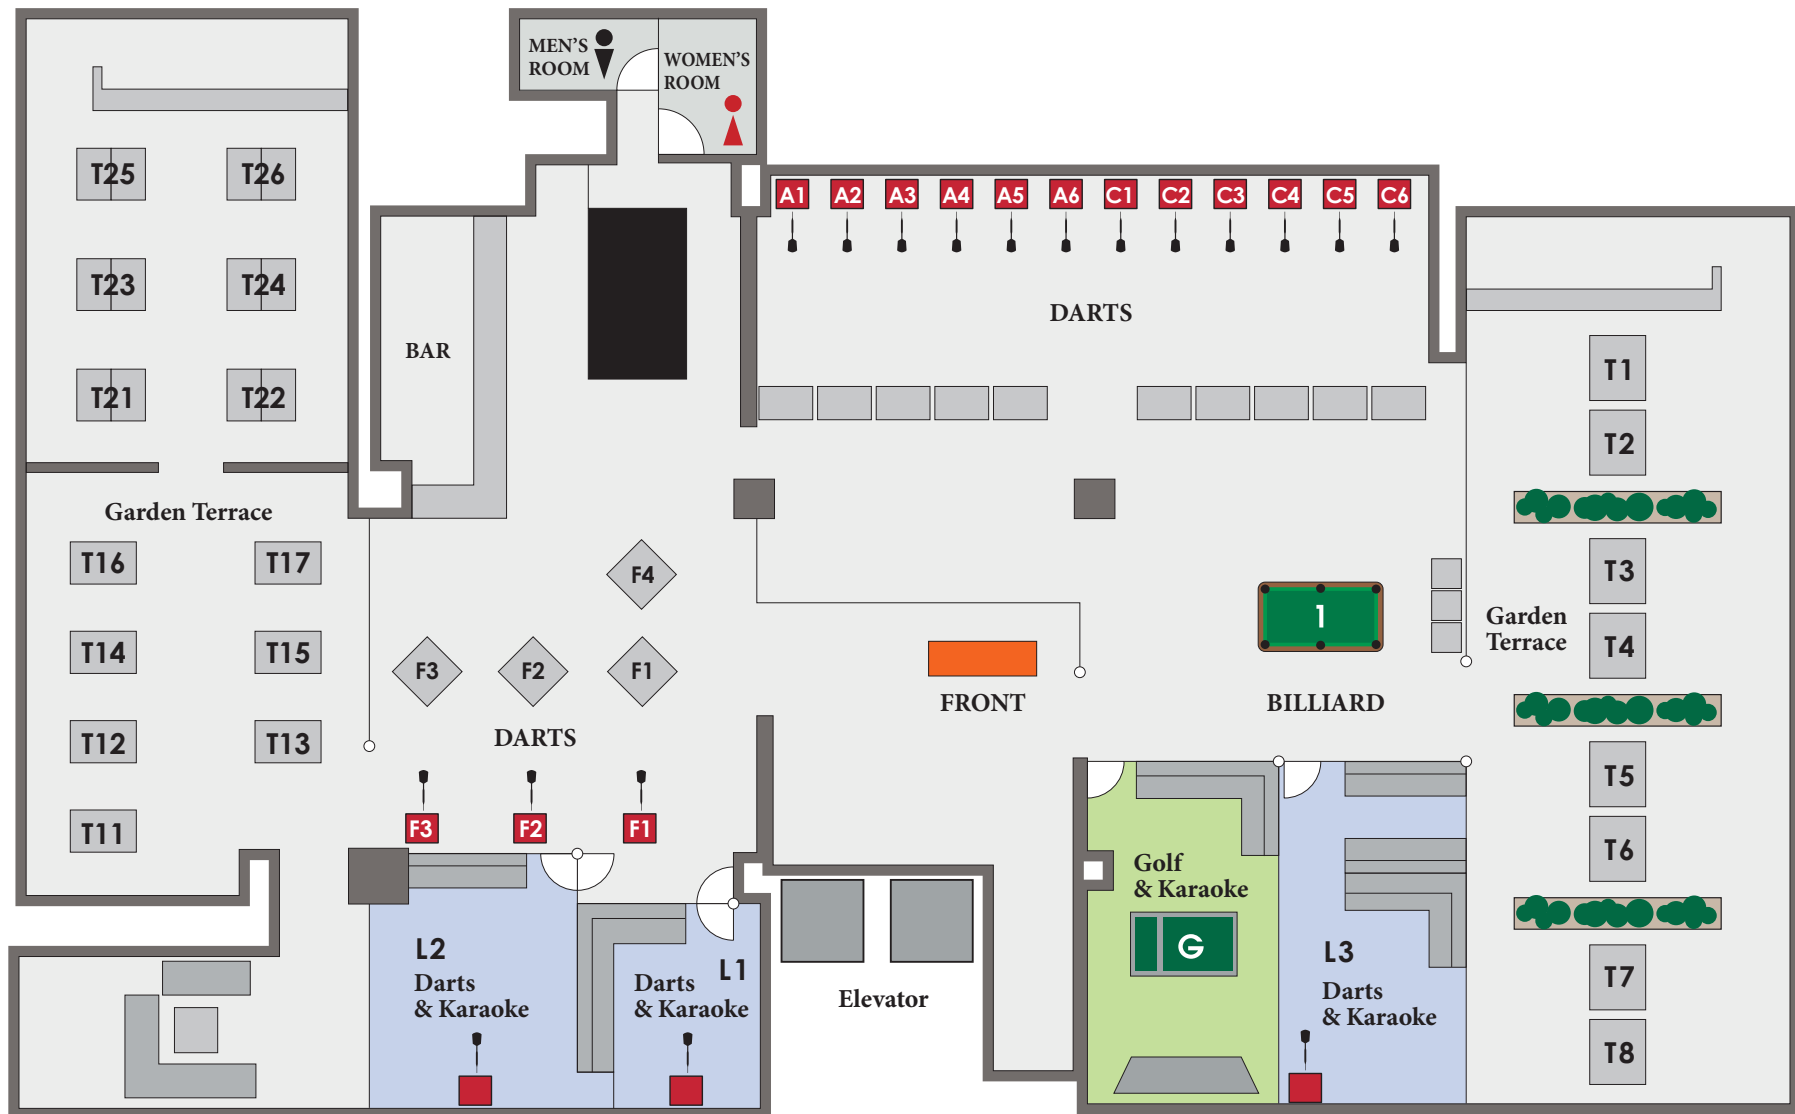 MEN'S
ROOM
WOMEN'S
ROOM
T25
T26
A1
A2
A3
A4
A5
A6
C1
C2
C3
C4
C5
C6
T23
T24
DARTS
BAR
T21
T22
T1
T2
Garden Terrace
T16
T17
F4
T3
1
Garden
Terrace
T14
T15
F3
F2
F1
T4
FRONT
BILLIARD
T12
T13
DARTS
T5
T11
F3
F2
F1
T6
Golf
& Karaoke
L2
Darts
& Karaoke
L1
Darts
& Karaoke
Elevator
G
L3
Darts
& Karaoke
T7
T8